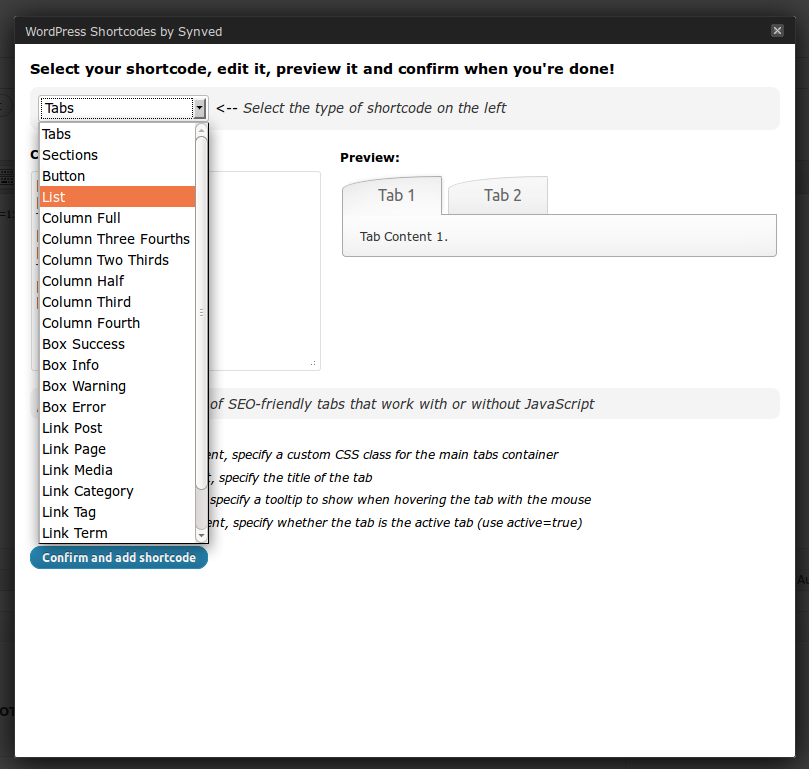 WordPress Shortcodes by Synved
Select your shortcode, edit it, preview it and confirm when you're done!
Tabs
<-- Select the type of shortcode on the left
Tabs
Sections
Button
List
Column Full
Column Three Fourths
Column Two Thirds
Column Half
Column Third
Column Fourth
Box Success
Box Info
Box Warning
Box Error
Link Post
Link Page
Link Media
Link Category
Link Tag
Link Term
Preview:
Tab 1
Tab 2
Tab Content 1.
of SEO-friendly tabs that work with or without JavaScript
specify a custom CSS class for the main tabs container
specify the title of the tab
specify a tooltip to show when hovering the tab with the mouse
specify whether the tab is the active tab (use active=true)
Confirm and add shortcode